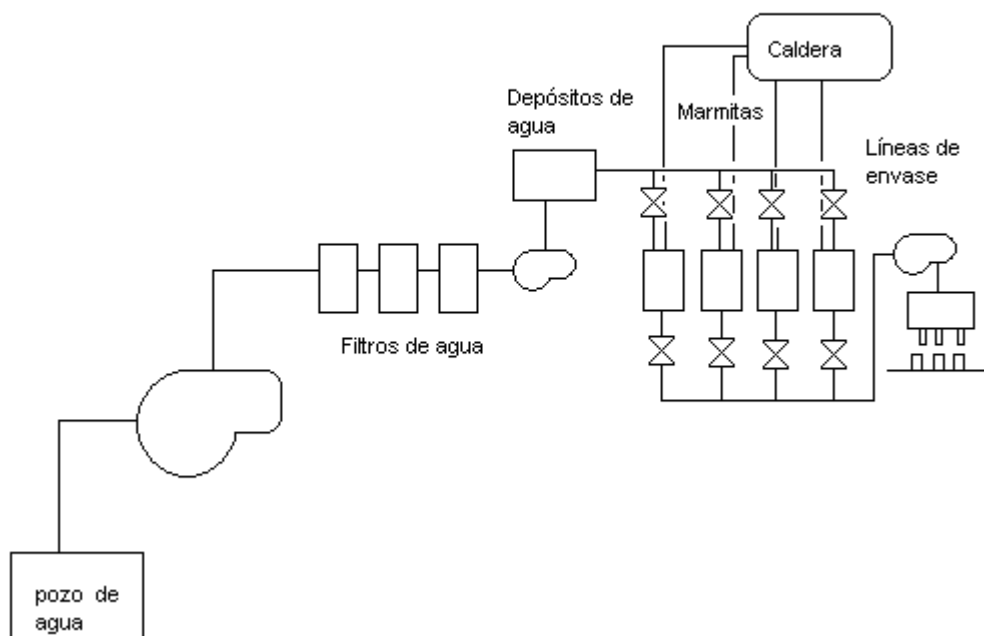 Caldera
Depósitos de
agua
Marmitas
Líneas de
envase
Filtros de agua
pozo de
agua